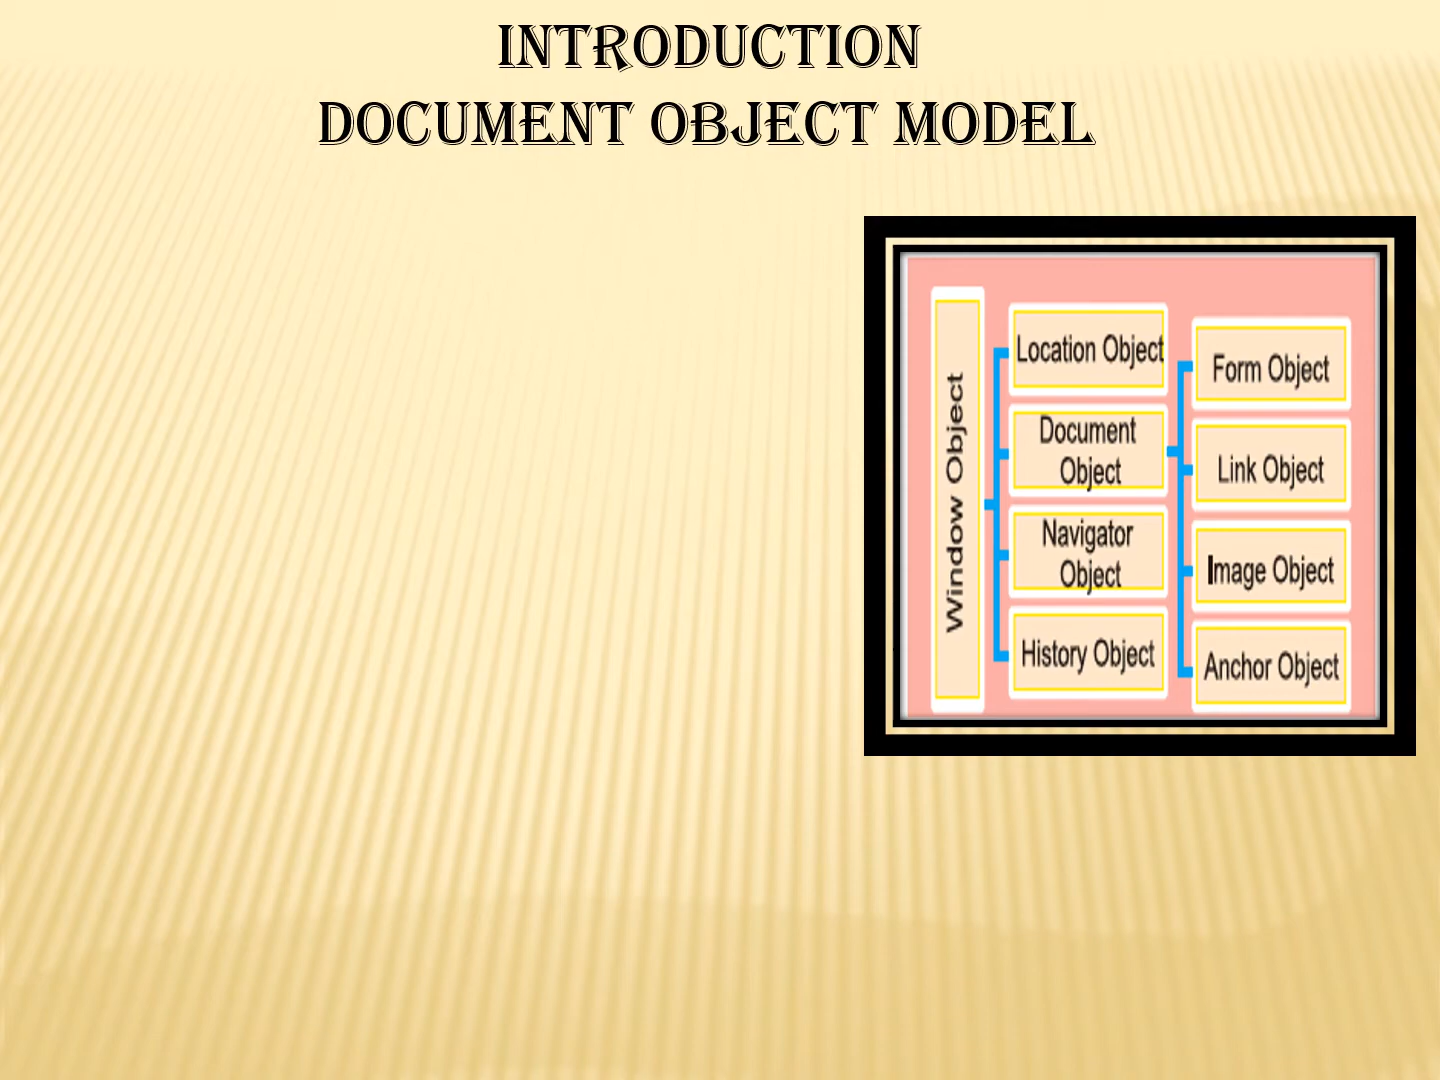 INTRODUCTION
DOCUMENT OBJECT MODEL
Window Object
Location Object
Document
Object
Navigator
Object
History Object
Form Object
Link Object
Image Object
Anchor Object